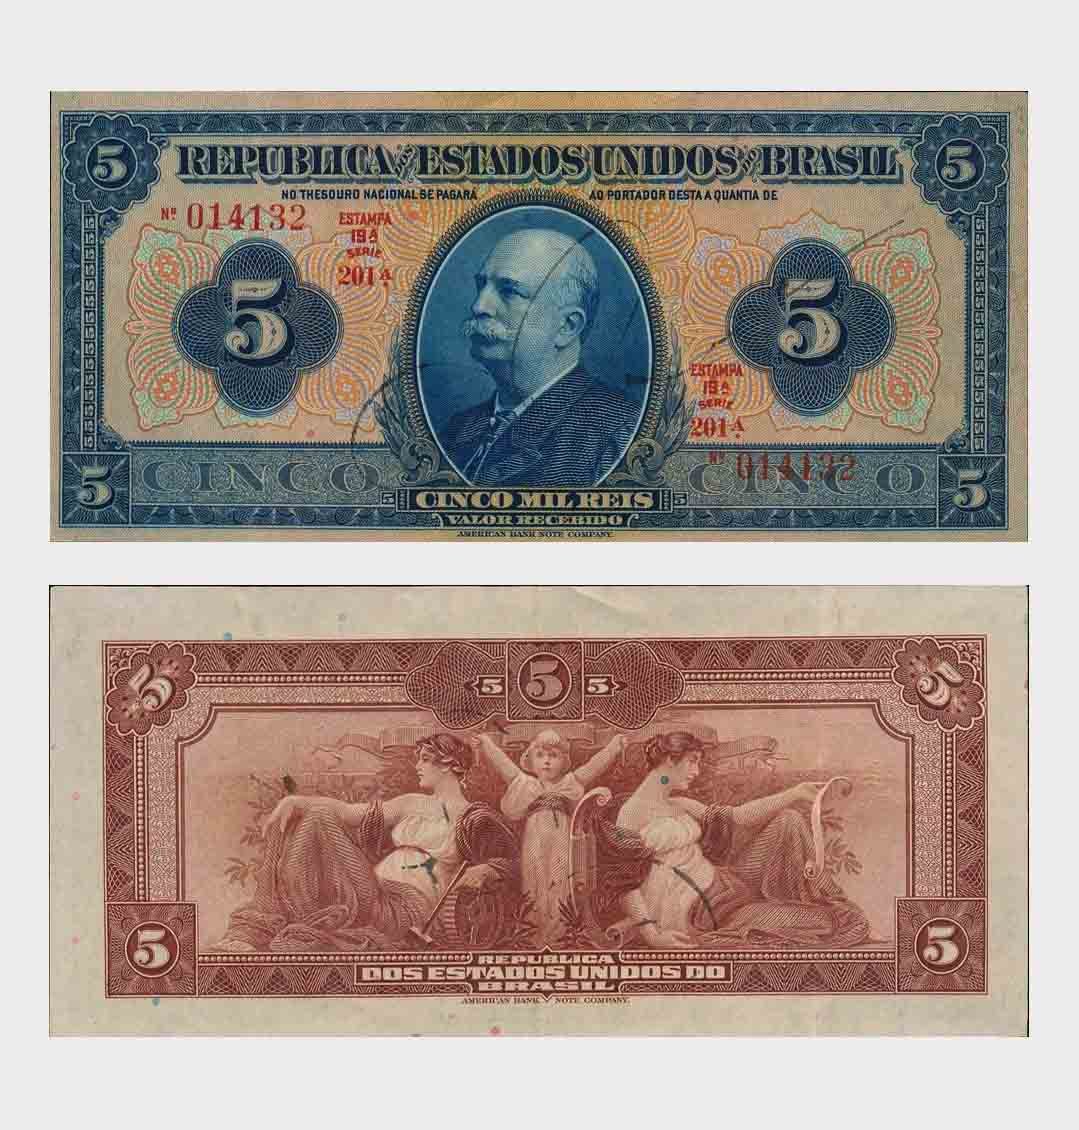 5 REPUBLICA DOS ESTADOS UNIDOS DO BRASIL 5
NO THESOURO NACIONAL SE PAGARÁ AO PORTADOR DESTA A QUANTIA DE
Nº 014132
ESTAMPA
19ª
SERIE
201ª
5 5
ESTAMPA
19ª
SERIE
201ª
Nº 014132
5 CINCO CINCO 5
5 CINCO MIL REIS 5
VALOR RECEBIDO
AMERICAN BANK NOTE COMPANY.
5 5 5 5 5
5 5
REPUBLICA
DOS ESTADOS UNIDOS DO
BRASIL
AMERICAN BANK NOTE COMPANY.